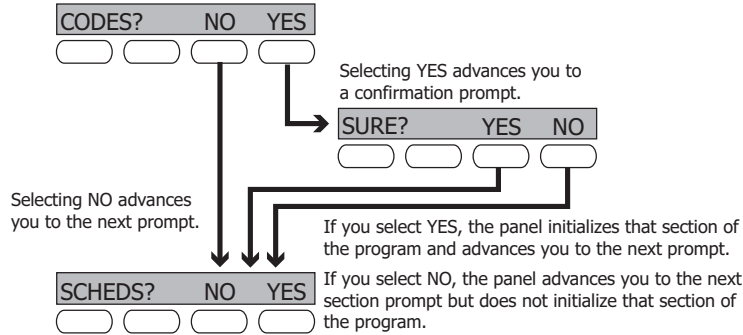 CODES? NO YES
Selecting YES advances you to
a confirmation prompt.
SURE? YES NO
Selecting NO advances
you to the next prompt.
If you select YES, the panel initializes that section of
the program and advances you to the next prompt.
SCHEDS? NO YES
If you select NO, the panel advances you to the next
section prompt but does not initialize that section of
the program.